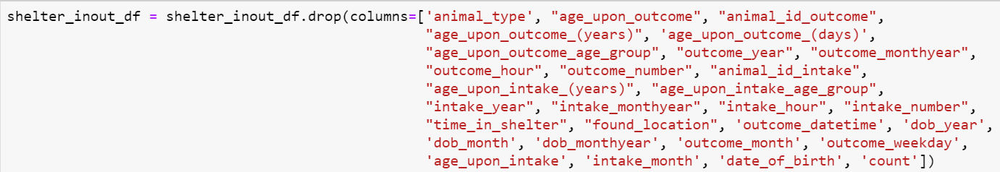 shelter_inout_df = shelter_inout_df.drop(columns=['animal_type', "age_upon_outcome", "animal_id_outcome",
"age_upon_outcome_(years)", 'age_upon_outcome_(days)',
"age_upon_outcome_age_group", "outcome_year", "outcome_monthyear",
"outcome_hour", "outcome_number", "animal_id_intake",
"age_upon_intake_(years)", "age_upon_intake_age_group",
"intake_year", "intake_monthyear", "intake_hour", "intake_number",
"time_in_shelter", "found_location", 'outcome_datetime', 'dob_year',
'dob_month', 'dob_monthyear', 'outcome_month', 'outcome_weekday',
'age_upon_intake', 'intake_month', 'date_of_birth', 'count'])